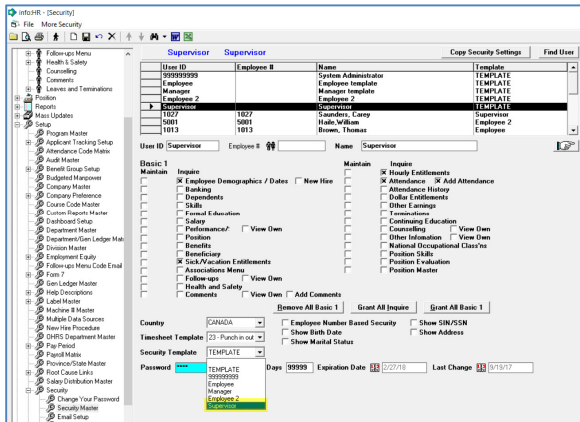 info:HR - [Security]
File More Security
Follow-ups Menu
Health & Safety
Counselling
Comments
Leaves and Terminations
Position
Reports
Main Updates
Setup
Program Master
Applicant Tracking Setup
Attendance Code Matrix
Audit Master
Benefit Group Setup
Budgeted Manpower
Company Master
Company Preference
Course Code Master
Custom Reports Master
Dashboard Setup
Department Master
Department/Gen Ledger Mat
Division Master
Employment Equity
Follow-ups Menu Code Email
Form 7
Gen Ledger Master
Help Descriptions
Label Master
Machine # Master
Multiple Data Sources
New Hire Procedure
OHRS Department Master
Pay Period
Payroll Matrix
Province/State Master
Root Cause Links
Salary Distribution Master
Security
Change Your Password
Security Master
Email Setup
Supervisor Supervisor Copy Security Settings Find User
User ID Employee # Name Template
999999999 System Administrator TEMPLATE
Employee Employee template TEMPLATE
Manager Manager template TEMPLATE
Employee 2 Employee 2 TEMPLATE
Supervisor Supervisor TEMPLATE
1027 1027 Saunders, Carey Supervisor
5001 5001 Haile,William Employee 2
1013 1013 Brown, Thomas Employee
User ID Supervisor Employee # Name Supervisor
Basic 1
Maintain Inquire Maintain Inquire
Employee Demographics / Dates New Hire
Banking
Dependents
Skills
Formal Education
Salary
Performance/: View Own
Position
Benefits
Beneficiary
Sick/Vacation Entitlements
Associations Menu
Follow-ups View Own
Health and Safety
Comments View Own Add Comments
Hourly Entitlements
Attendance Add Attendance
Attendance History
Dollar Entitlements
Other Earnings
Terminations
Continuing Education
Counselling View Own
Other Infomation View Own
National Occupational Class'ns
Position Skills
Position Evaluation
Position Master
Remove All Basic 1 Grant All Inquire Grant All Basic 1
Country CANADA Employee Number Based Security Show SIN/SSN
Show Birth Date Show Address
Timesheet Template 23 - Punch in out
Show Marital Status
Security Template TEMPLATE
Password **** Days 99999 Expiration Date 2/27/18 Last Change 9/19/17
TEMPLATE
999999999
Employee
Manager
Employee 2
Supervisor